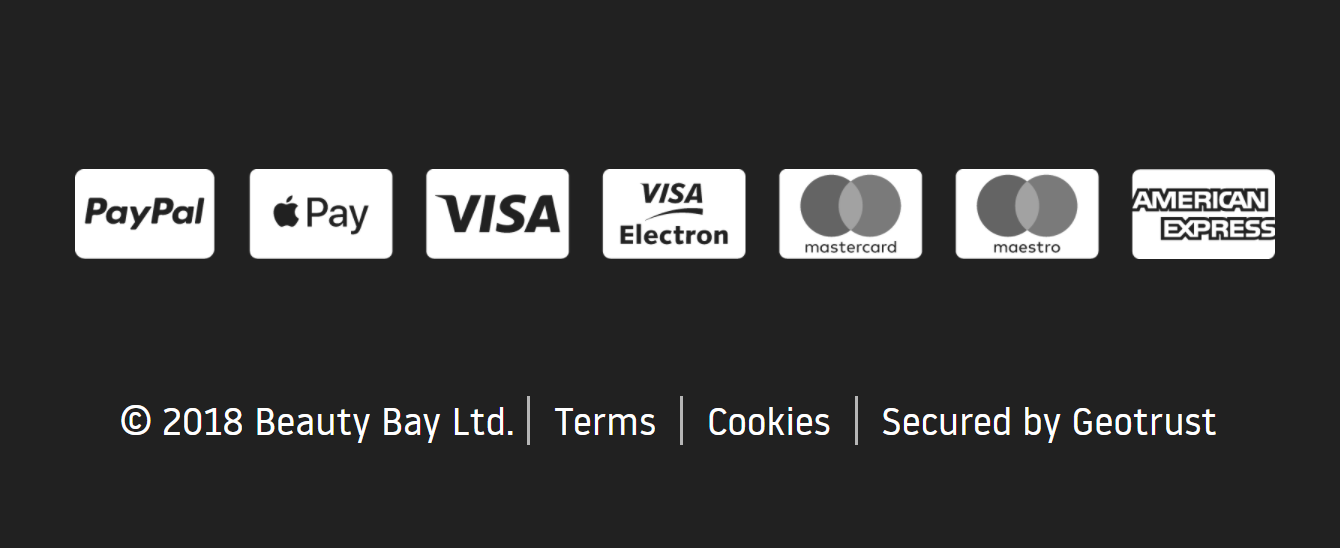 PayPal Pay VISA VISA Electron mastercard maestro AMERICAN EXPRESS
© 2018 Beauty Bay Ltd. | Terms | Cookies | Secured by Geotrust